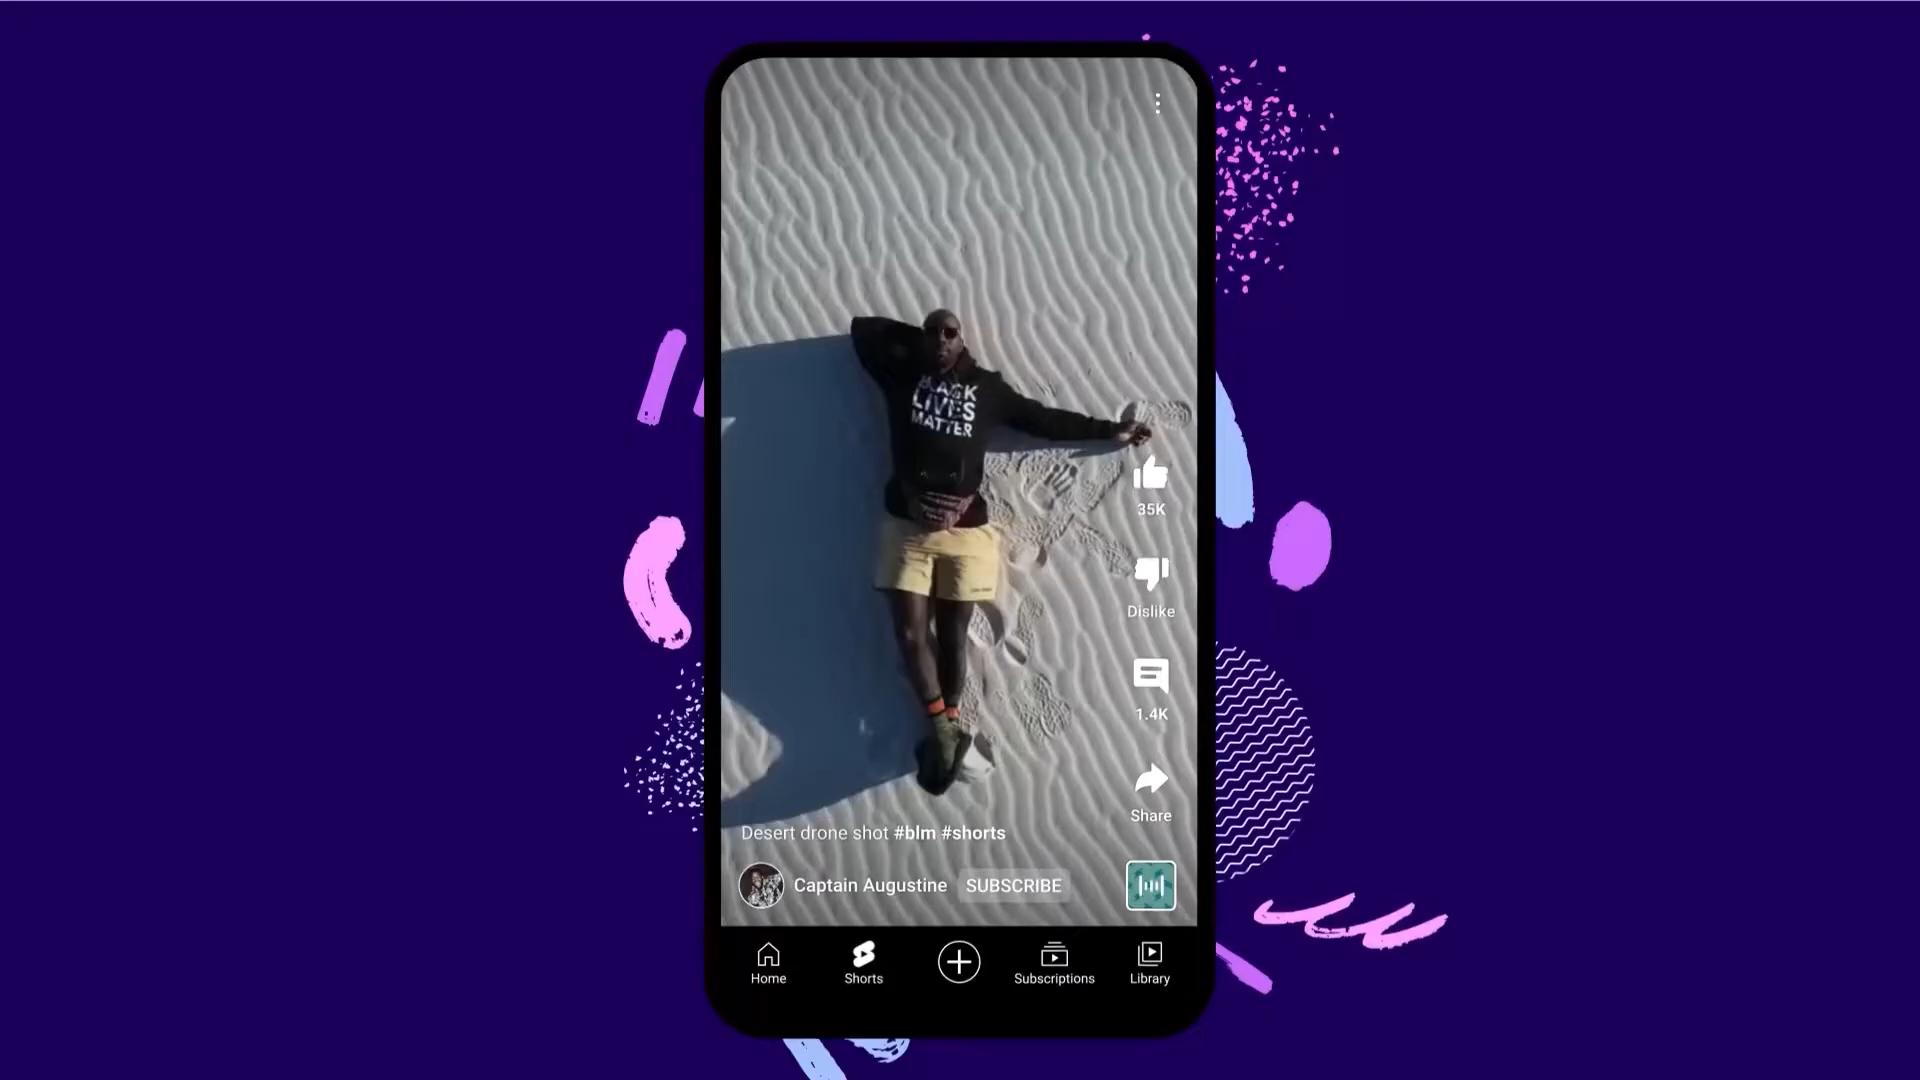 BLACK
LIVES
MATTER
35K
Dislike
1.4K
Share
Desert drone shot #blm #shorts
Captain Augustine SUBSCRIBE
Home Shorts Subscriptions Library